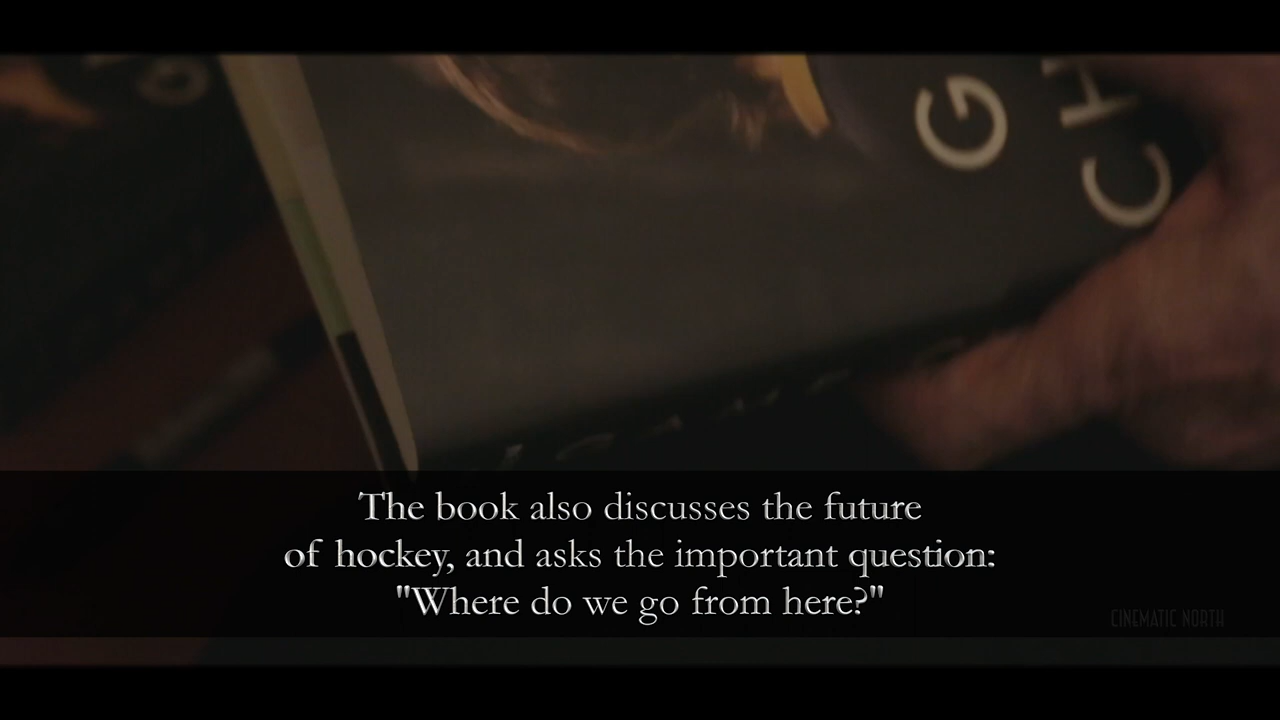 G
CH
C
The book also discusses the future
of hockey, and asks the important question:
"Where do we go from here?"
CINEMATIC NORTH